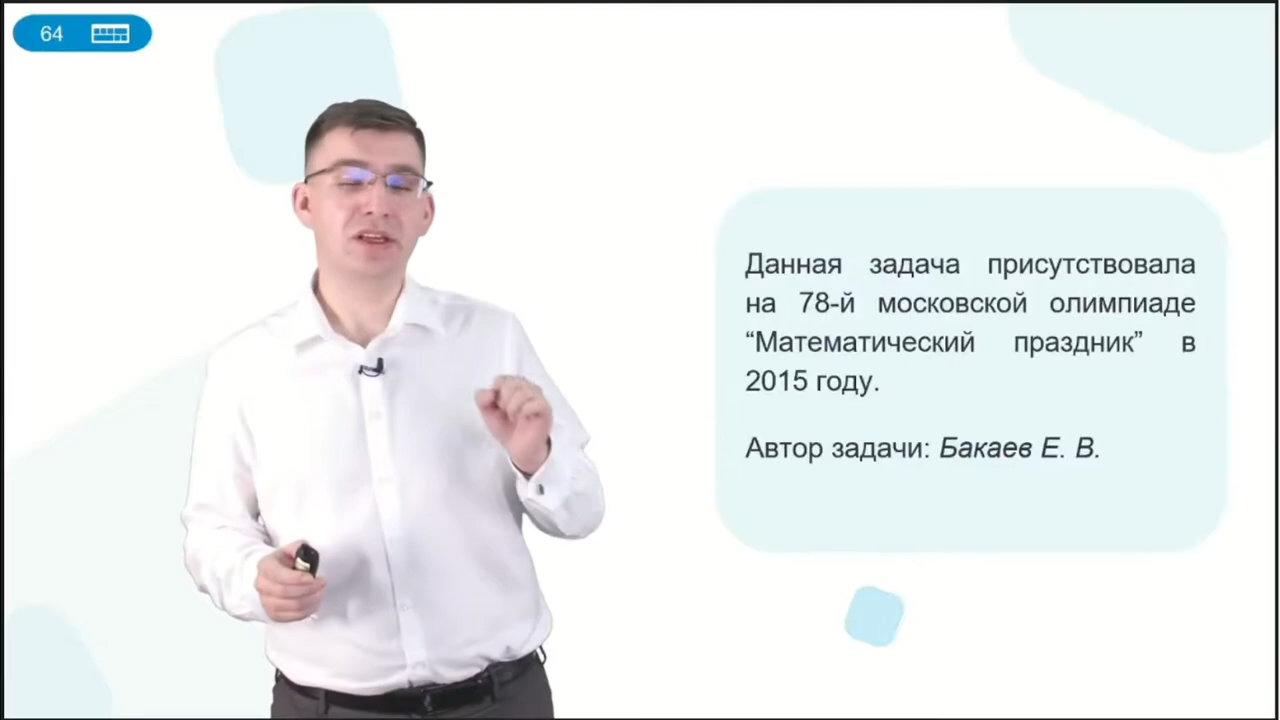 64
Данная задача присутствовала
на 78-й московской олимпиаде
“Математический праздник” в
2015 году.
Автор задачи: Бакаев Е. В.